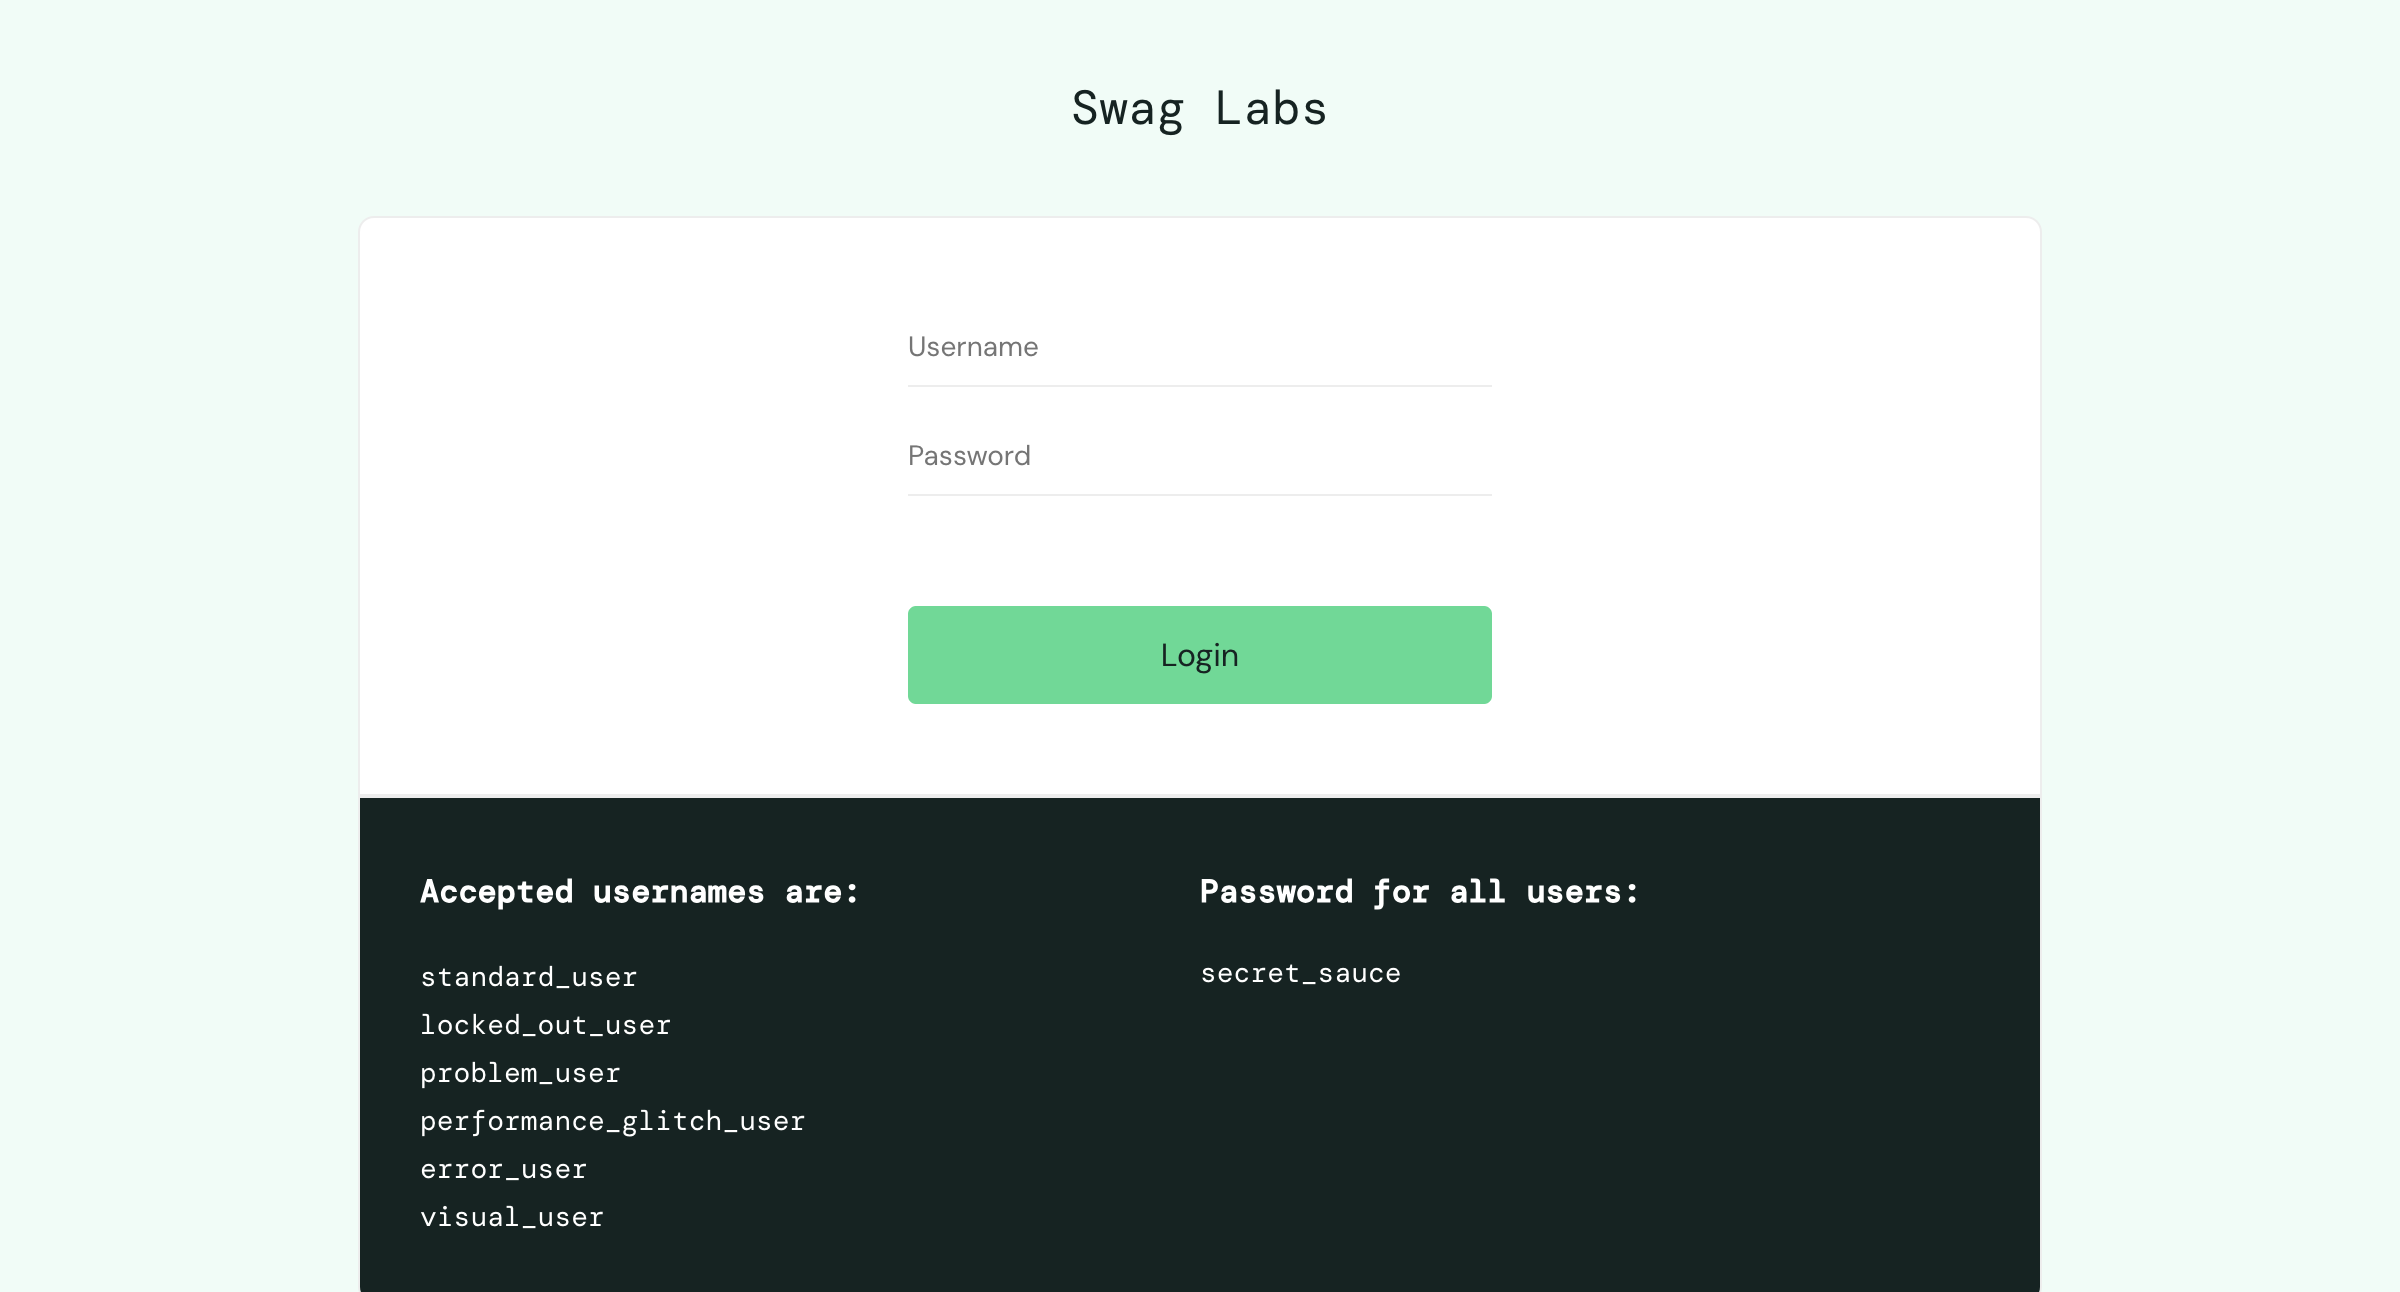 Swag Labs
Username
Password
Login
Accepted usernames are:
standard_user
locked_out_user
problem_user
performance_glitch_user
error_user
visual_user
Password for all users:
secret_sauce